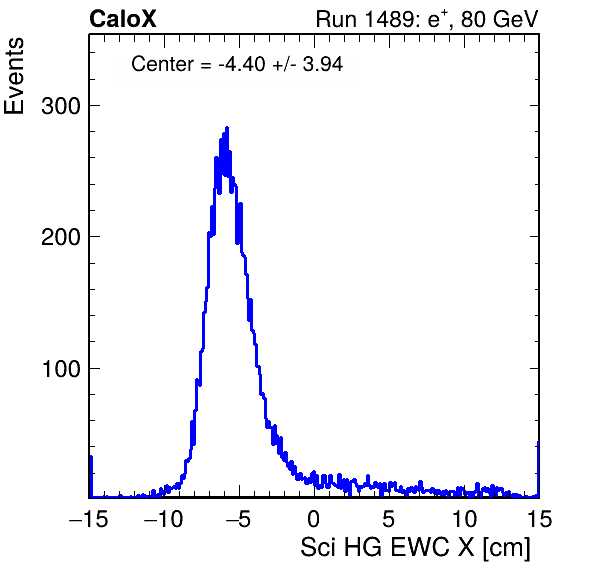 CaloX Run 1489: e⁺, 80 GeV
Center = -4.40 +/- 3.94
Events
300
200
100
−15 −10 −5 0 5 10 15
Sci HG EWC X [cm]